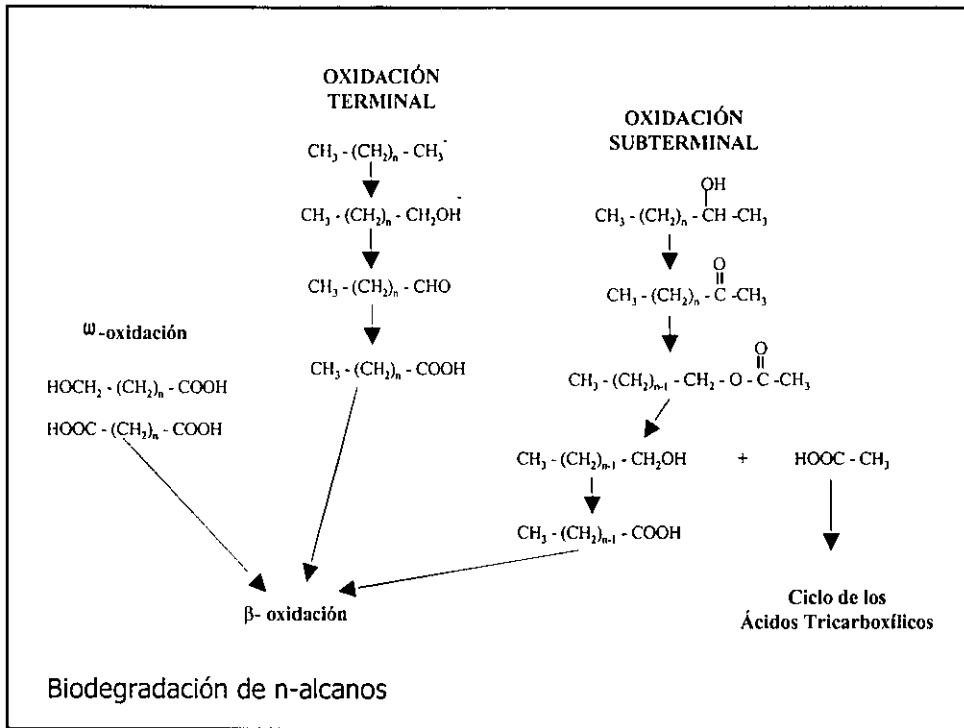 OXIDACIÓN
TERMINAL
CH₃ - (CH₂)ₙ - CH₃
CH₃ - (CH₂)ₙ - CH₂OH
CH₃ - (CH₂)ₙ - CHO
CH₃ - (CH₂)ₙ - COOH
OXIDACIÓN
SUBTERMINAL
OH
CH₃ - (CH₂)ₙ - CH -CH₃
O
CH₃ - (CH₂)ₙ - C -CH₃
O
CH₃ - (CH₂)ₙ₋₁ - CH₂ - O -C -CH₃
CH₃ - (CH₂)ₙ₋₁ - CH₂OH + HOOC - CH₃
CH₃ - (CH₂)ₙ₋₁ - COOH
ω-oxidación
HOCH₂ - (CH₂)ₙ - COOH
HOOC - (CH₂)ₙ - COOH
β- oxidación
Ciclo de los
Ácidos Tricarboxílicos
Biodegradación de n-alcanos